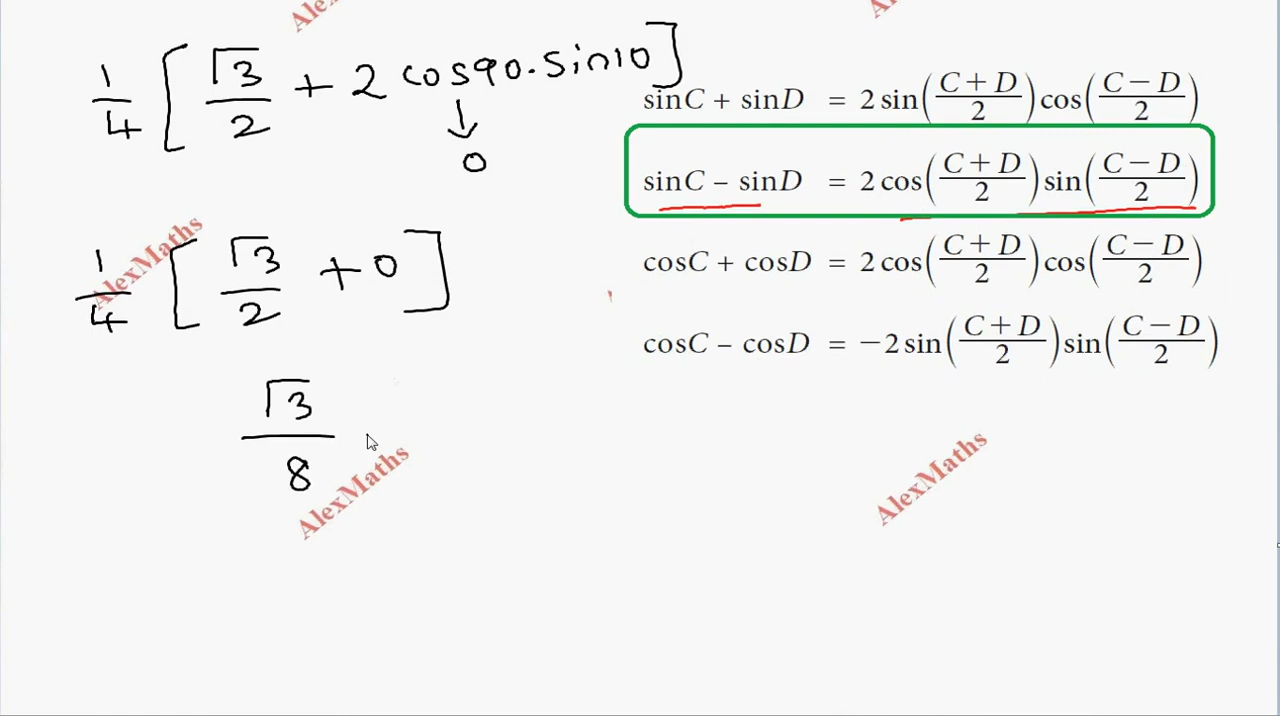 AlexMaths
AlexMaths
1/4 [ √3/2 + 2 cos90.sin10 ]
↓
0
sinC + sinD = 2 sin((C+D)/2) cos((C−D)/2)
sinC – sinD = 2 cos((C+D)/2) sin((C−D)/2)
cosC + cosD = 2 cos((C+D)/2) cos((C−D)/2)
cosC – cosD = −2 sin((C+D)/2) sin((C−D)/2)
AlexMaths
1/4 [ √3/2 + 0 ]
√3/8
AlexMaths
AlexMaths